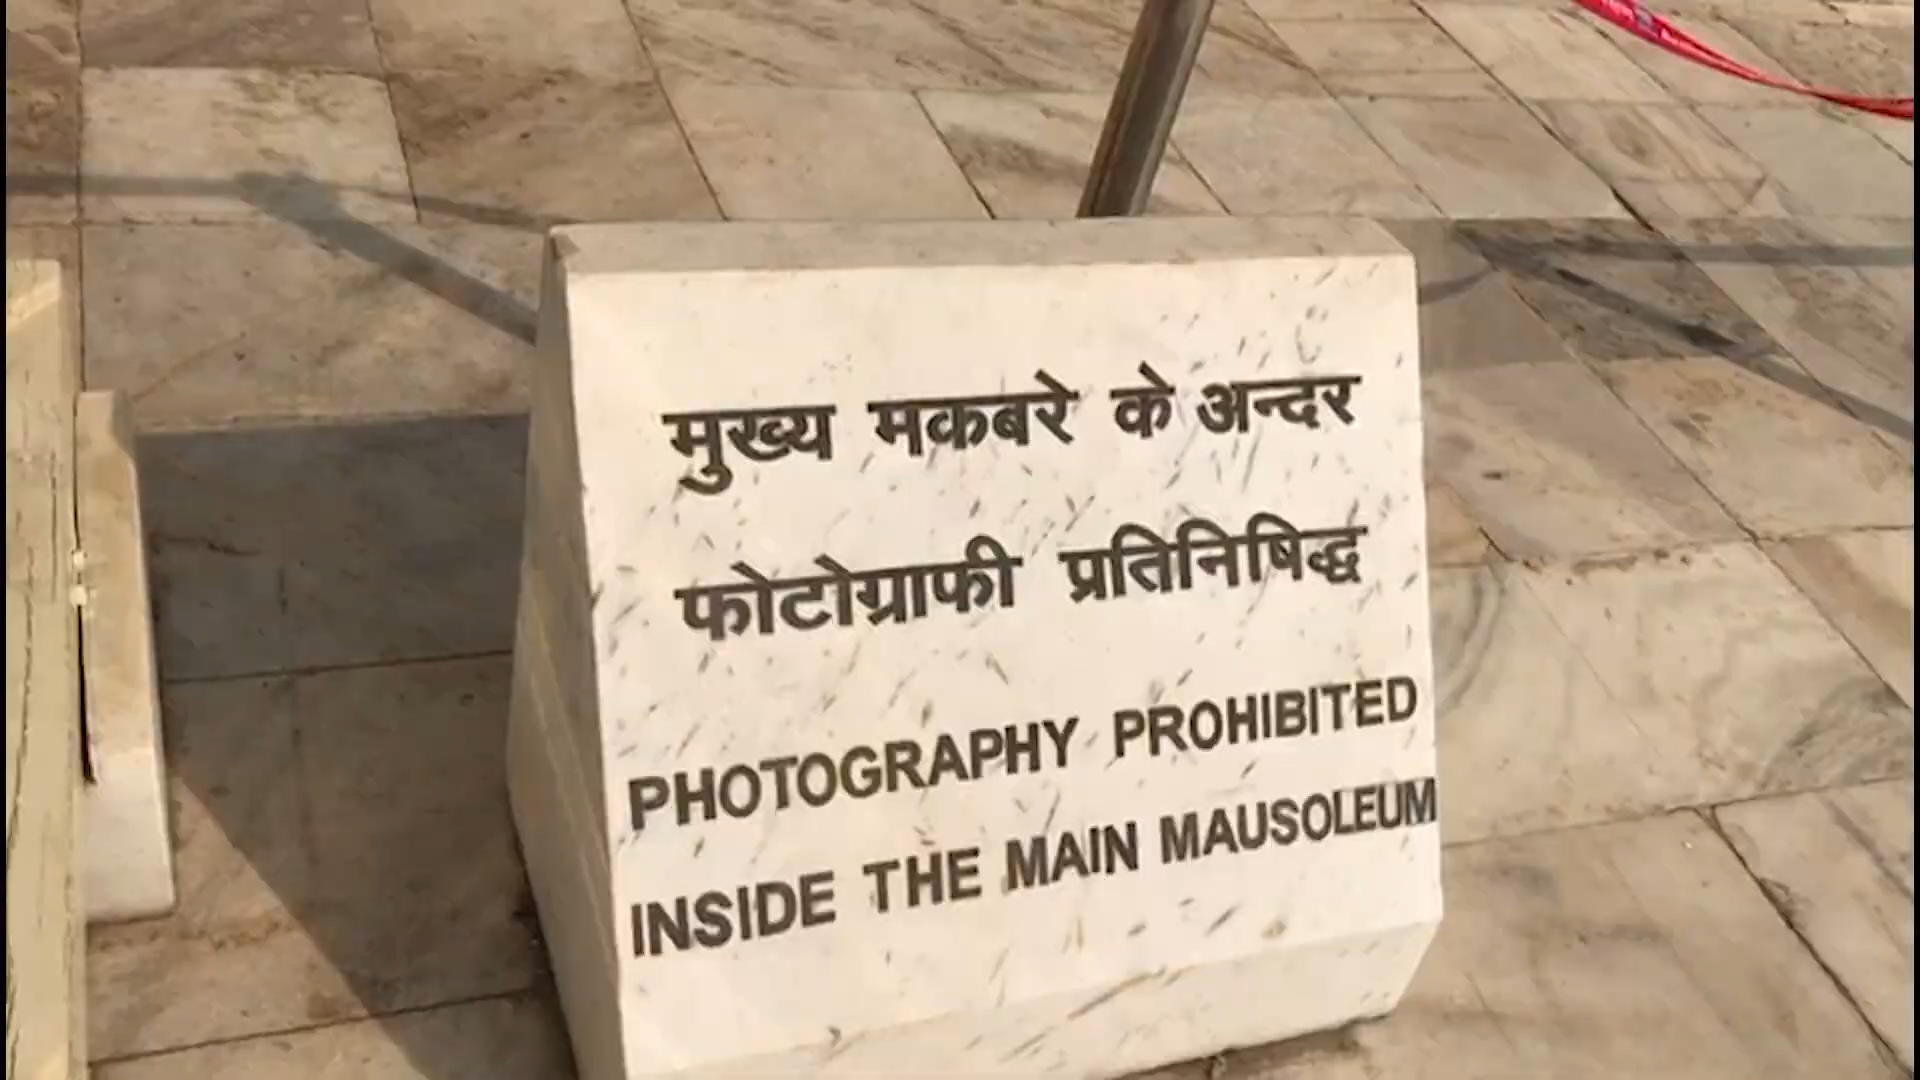 मुख्य मकबरे के अन्दर
फोटोग्राफी प्रतिनिषिद्ध
PHOTOGRAPHY PROHIBITED
INSIDE THE MAIN MAUSOLEUM